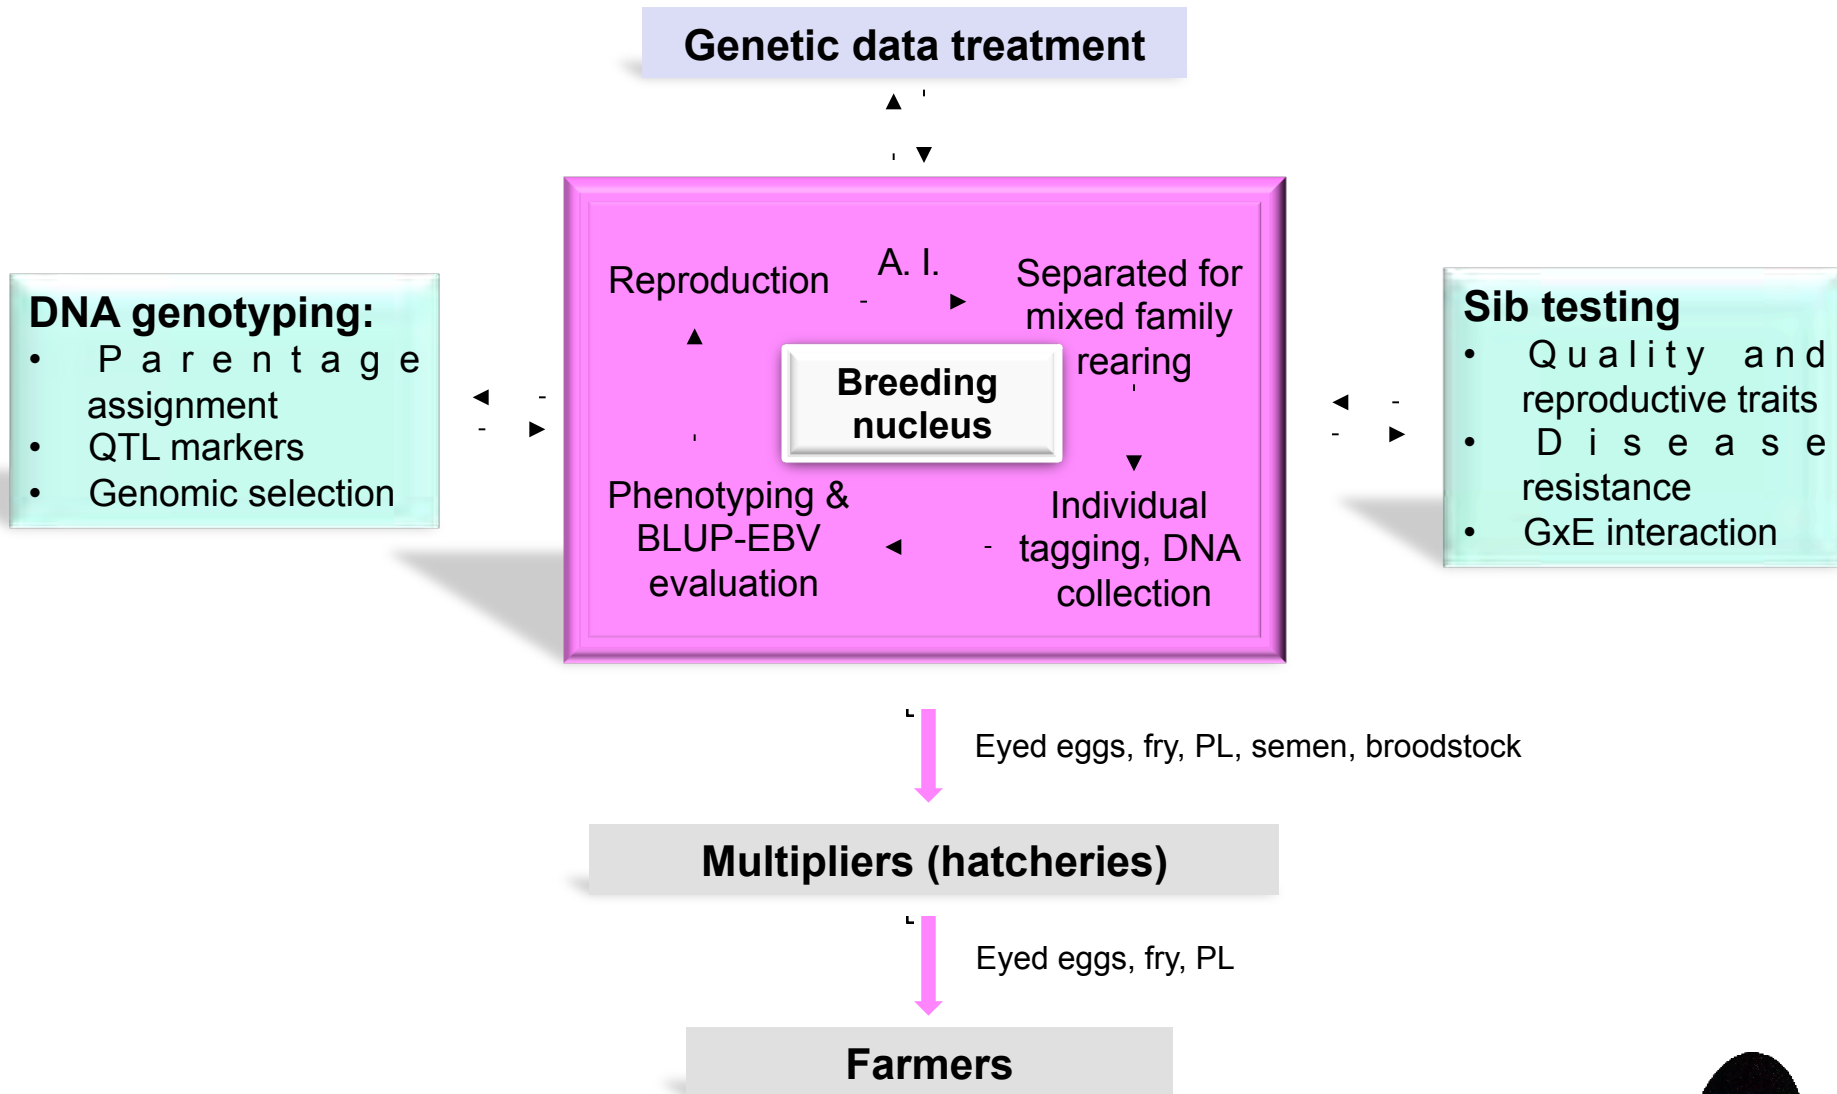 Genetic data treatment
DNA genotyping:
• Parentage
assignment
• QTL markers
• Genomic selection
Reproduction
A. I.
Separated for
mixed family
rearing
Breeding
nucleus
Phenotyping &
BLUP-EBV
evaluation
Individual
tagging, DNA
collection
Sib testing
• Quality and
reproductive traits
• Disease
resistance
• GxE interaction
Eyed eggs, fry, PL, semen, broodstock
Multipliers (hatcheries)
Eyed eggs, fry, PL
Farmers